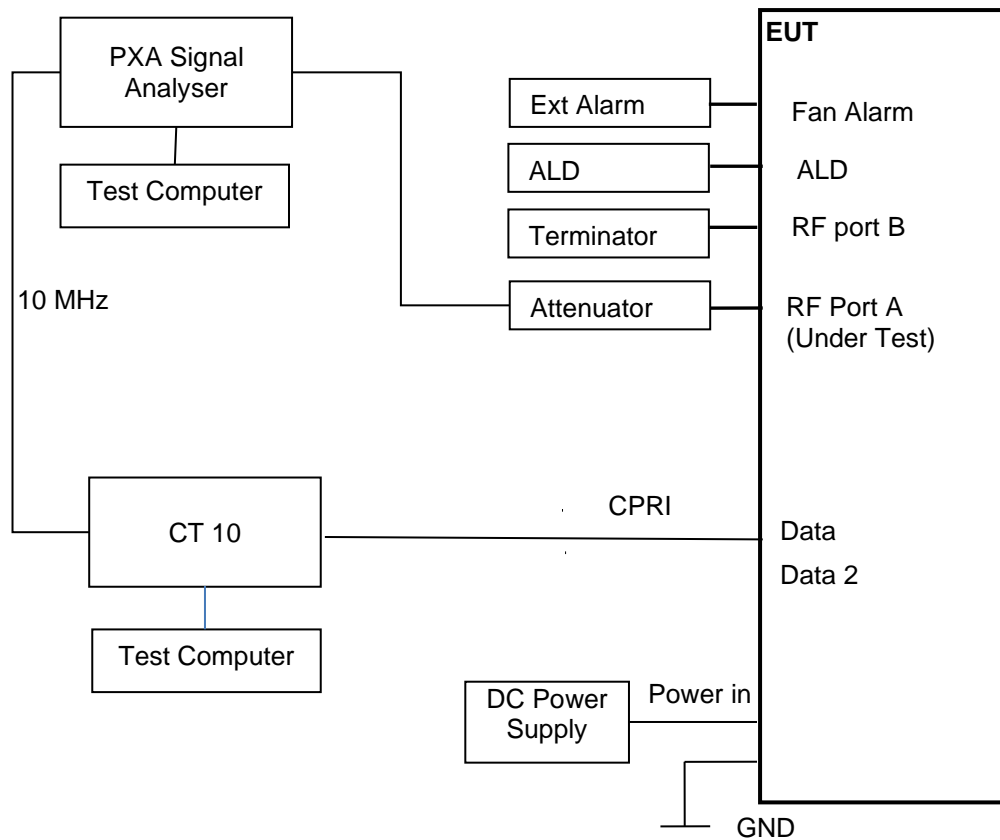 EUT
PXA Signal
Analyser
Ext Alarm
Fan Alarm
ALD
ALD
Test Computer
Terminator
RF port B
10 MHz
Attenuator
RF Port A
(Under Test)
CPRI
CT 10
Data
Data 2
Test Computer
DC Power
Supply
Power in
GND